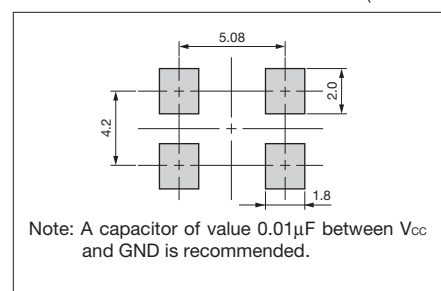 5.08
2.0
4.2
1.8
Note: A capacitor of value 0.01μF between Vcc
and GND is recommended.